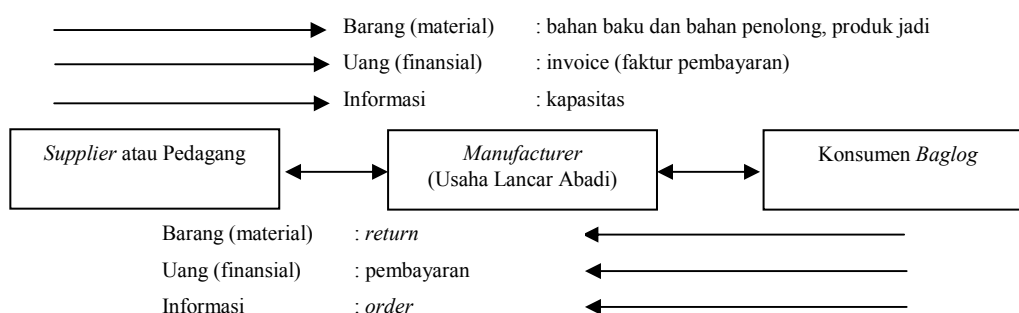 Barang (material) : bahan baku dan bahan penolong, produk jadi
Uang (finansial) : invoice (faktur pembayaran)
Informasi : kapasitas
Supplier atau Pedagang
Manufacturer
(Usaha Lancar Abadi)
Konsumen Baglog
Barang (material) : return
Uang (finansial) : pembayaran
Informasi : order